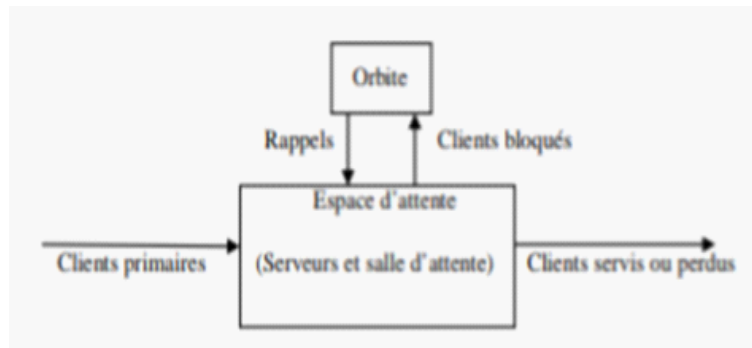 Orbite
Rappels
Clients bloqués
Espace d'attente
Clients primaires
(Serveurs et salle d'attente)
Clients servis ou perdus